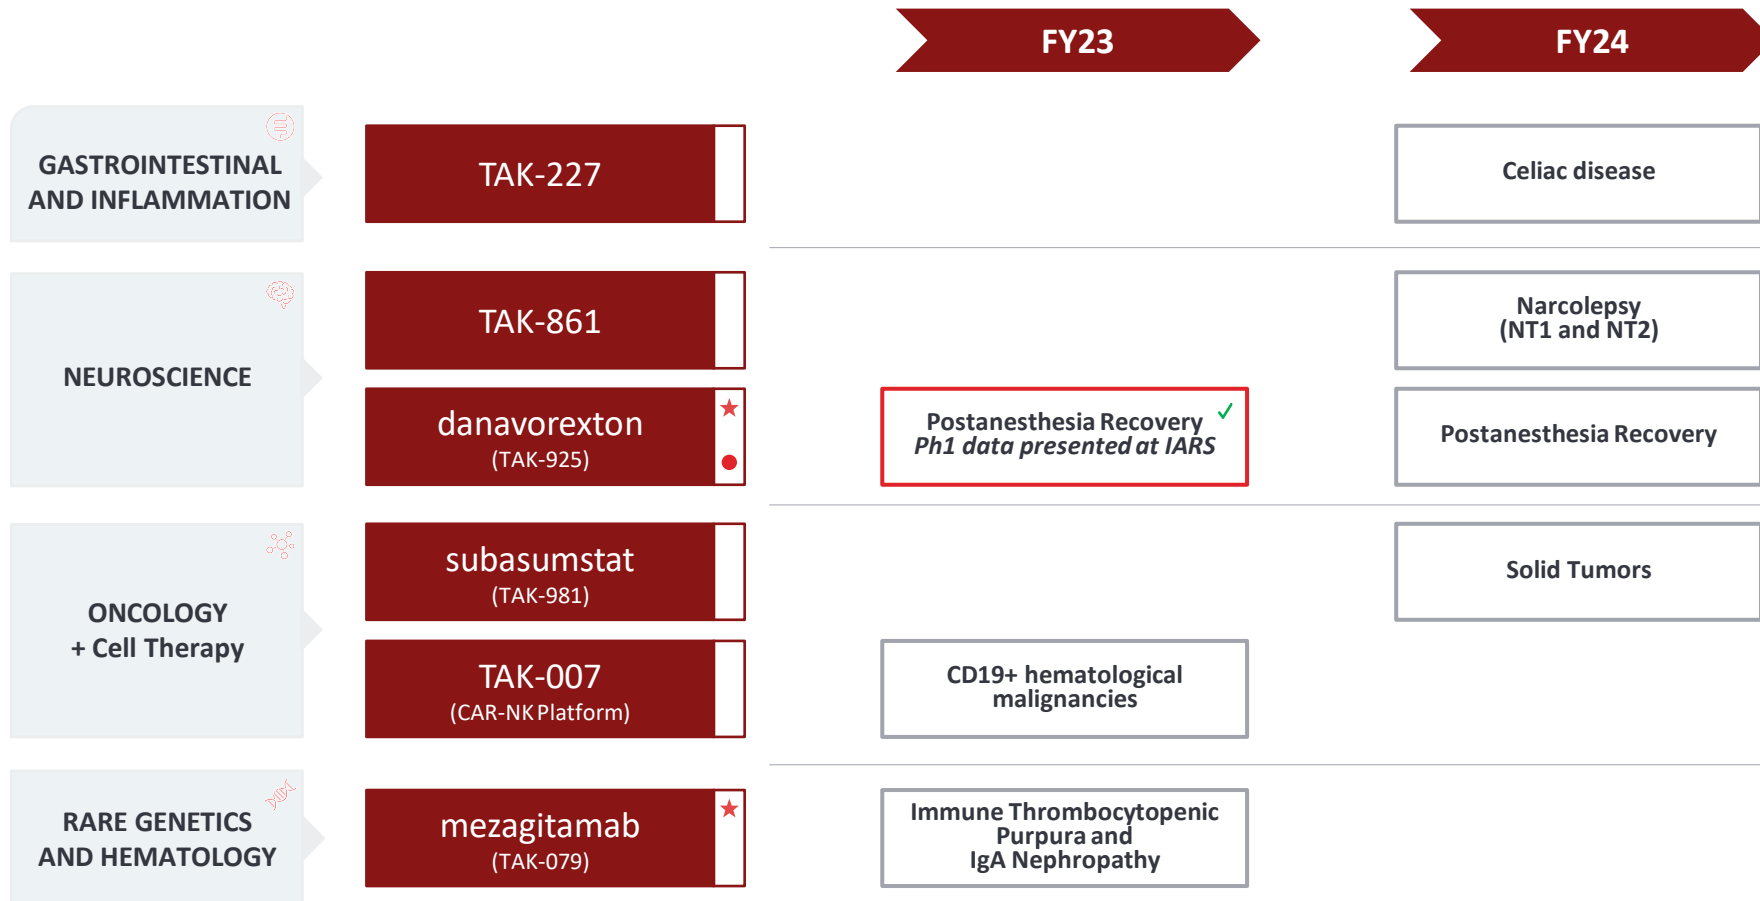 FY23
FY24
GASTROINTESTINAL
AND INFLAMMATION
TAK-227
Celiac disease
NEUROSCIENCE
TAK-861
Narcolepsy
(NT1 and NT2)
danavorexton
(TAK-925)
Postanesthesia Recovery
Ph1 data presented at IARS
Postanesthesia Recovery
ONCOLOGY
+ Cell Therapy
subasumstat
(TAK-981)
Solid Tumors
TAK-007
(CAR-NK Platform)
CD19+ hematological
malignancies
RARE GENETICS
AND HEMATOLOGY
mezagitamab
(TAK-079)
Immune Thrombocytopenic
Purpura and
IgA Nephropathy